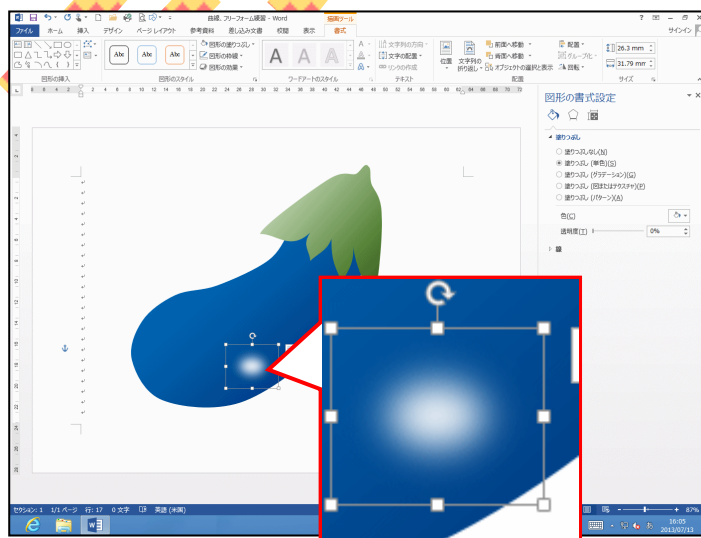 曲線、フリーフォーム練習 - Word
描画ツール
サインイン
ファイル ホーム 挿入 デザイン ページ レイアウト 参考資料 差し込み文書 校閲 表示 書式
Abc Abc Abc
図形の塗りつぶし
図形の枠線
図形の効果
A A A
文字列の方向
文字の配置
リンクの作成
位置 文字列の折り返し
前面へ移動
背面へ移動
オブジェクトの選択と表示
配置
グループ化
回転
26.3 mm
31.79 mm
図形の挿入 図形のスタイル ワードアートのスタイル テキスト 配置 サイズ
図形の書式設定
塗りつぶし
塗りつぶしなし(N)
塗りつぶし (単色)(S)
塗りつぶし (グラデーション)(G)
塗りつぶし (図またはテクスチャ)(P)
塗りつぶし (パターン)(A)
色(C)
透明度(T) 0%
線
セクション: 1 1/1 ページ 行: 17 0 文字 英語 (米国)
87%
あ
16:05
2013/07/13